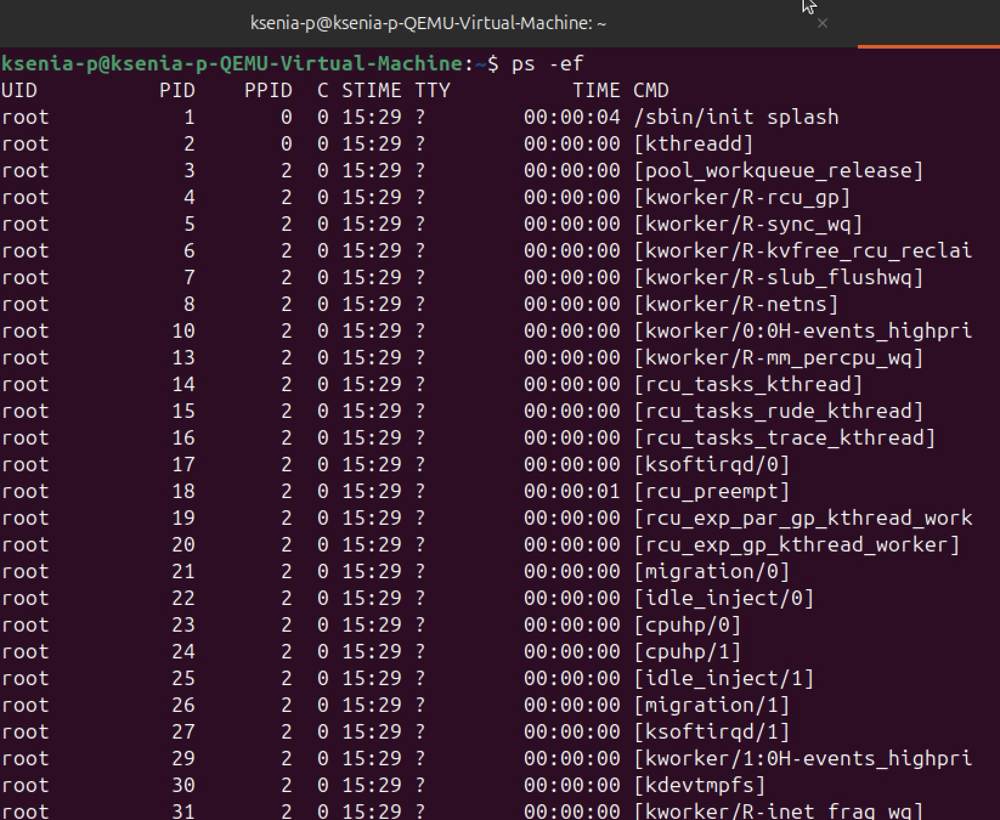 ksenia-p@ksenia-p-QEMU-Virtual-Machine: ~
ksenia-p@ksenia-p-QEMU-Virtual-Machine:~$ ps -ef
UID PID PPID C STIME TTY TIME CMD
root 1 0 0 15:29 ? 00:00:04 /sbin/init splash
root 2 0 0 15:29 ? 00:00:00 [kthreadd]
root 3 2 0 15:29 ? 00:00:00 [pool_workqueue_release]
root 4 2 0 15:29 ? 00:00:00 [kworker/R-rcu_gp]
root 5 2 0 15:29 ? 00:00:00 [kworker/R-sync_wq]
root 6 2 0 15:29 ? 00:00:00 [kworker/R-kvfree_rcu_reclai
root 7 2 0 15:29 ? 00:00:00 [kworker/R-slub_flushwq]
root 8 2 0 15:29 ? 00:00:00 [kworker/R-netns]
root 10 2 0 15:29 ? 00:00:00 [kworker/0:0H-events_highpri
root 13 2 0 15:29 ? 00:00:00 [kworker/R-mm_percpu_wq]
root 14 2 0 15:29 ? 00:00:00 [rcu_tasks_kthread]
root 15 2 0 15:29 ? 00:00:00 [rcu_tasks_rude_kthread]
root 16 2 0 15:29 ? 00:00:00 [rcu_tasks_trace_kthread]
root 17 2 0 15:29 ? 00:00:00 [ksoftirqd/0]
root 18 2 0 15:29 ? 00:00:01 [rcu_preempt]
root 19 2 0 15:29 ? 00:00:00 [rcu_exp_par_gp_kthread_work
root 20 2 0 15:29 ? 00:00:00 [rcu_exp_gp_kthread_worker]
root 21 2 0 15:29 ? 00:00:00 [migration/0]
root 22 2 0 15:29 ? 00:00:00 [idle_inject/0]
root 23 2 0 15:29 ? 00:00:00 [cpuhp/0]
root 24 2 0 15:29 ? 00:00:00 [cpuhp/1]
root 25 2 0 15:29 ? 00:00:00 [idle_inject/1]
root 26 2 0 15:29 ? 00:00:00 [migration/1]
root 27 2 0 15:29 ? 00:00:00 [ksoftirqd/1]
root 29 2 0 15:29 ? 00:00:00 [kworker/1:0H-events_highpri
root 30 2 0 15:29 ? 00:00:00 [kdevtmpfs]
root 31 2 0 15:29 ? 00:00:00 [kworker/R-inet_frag_wq]